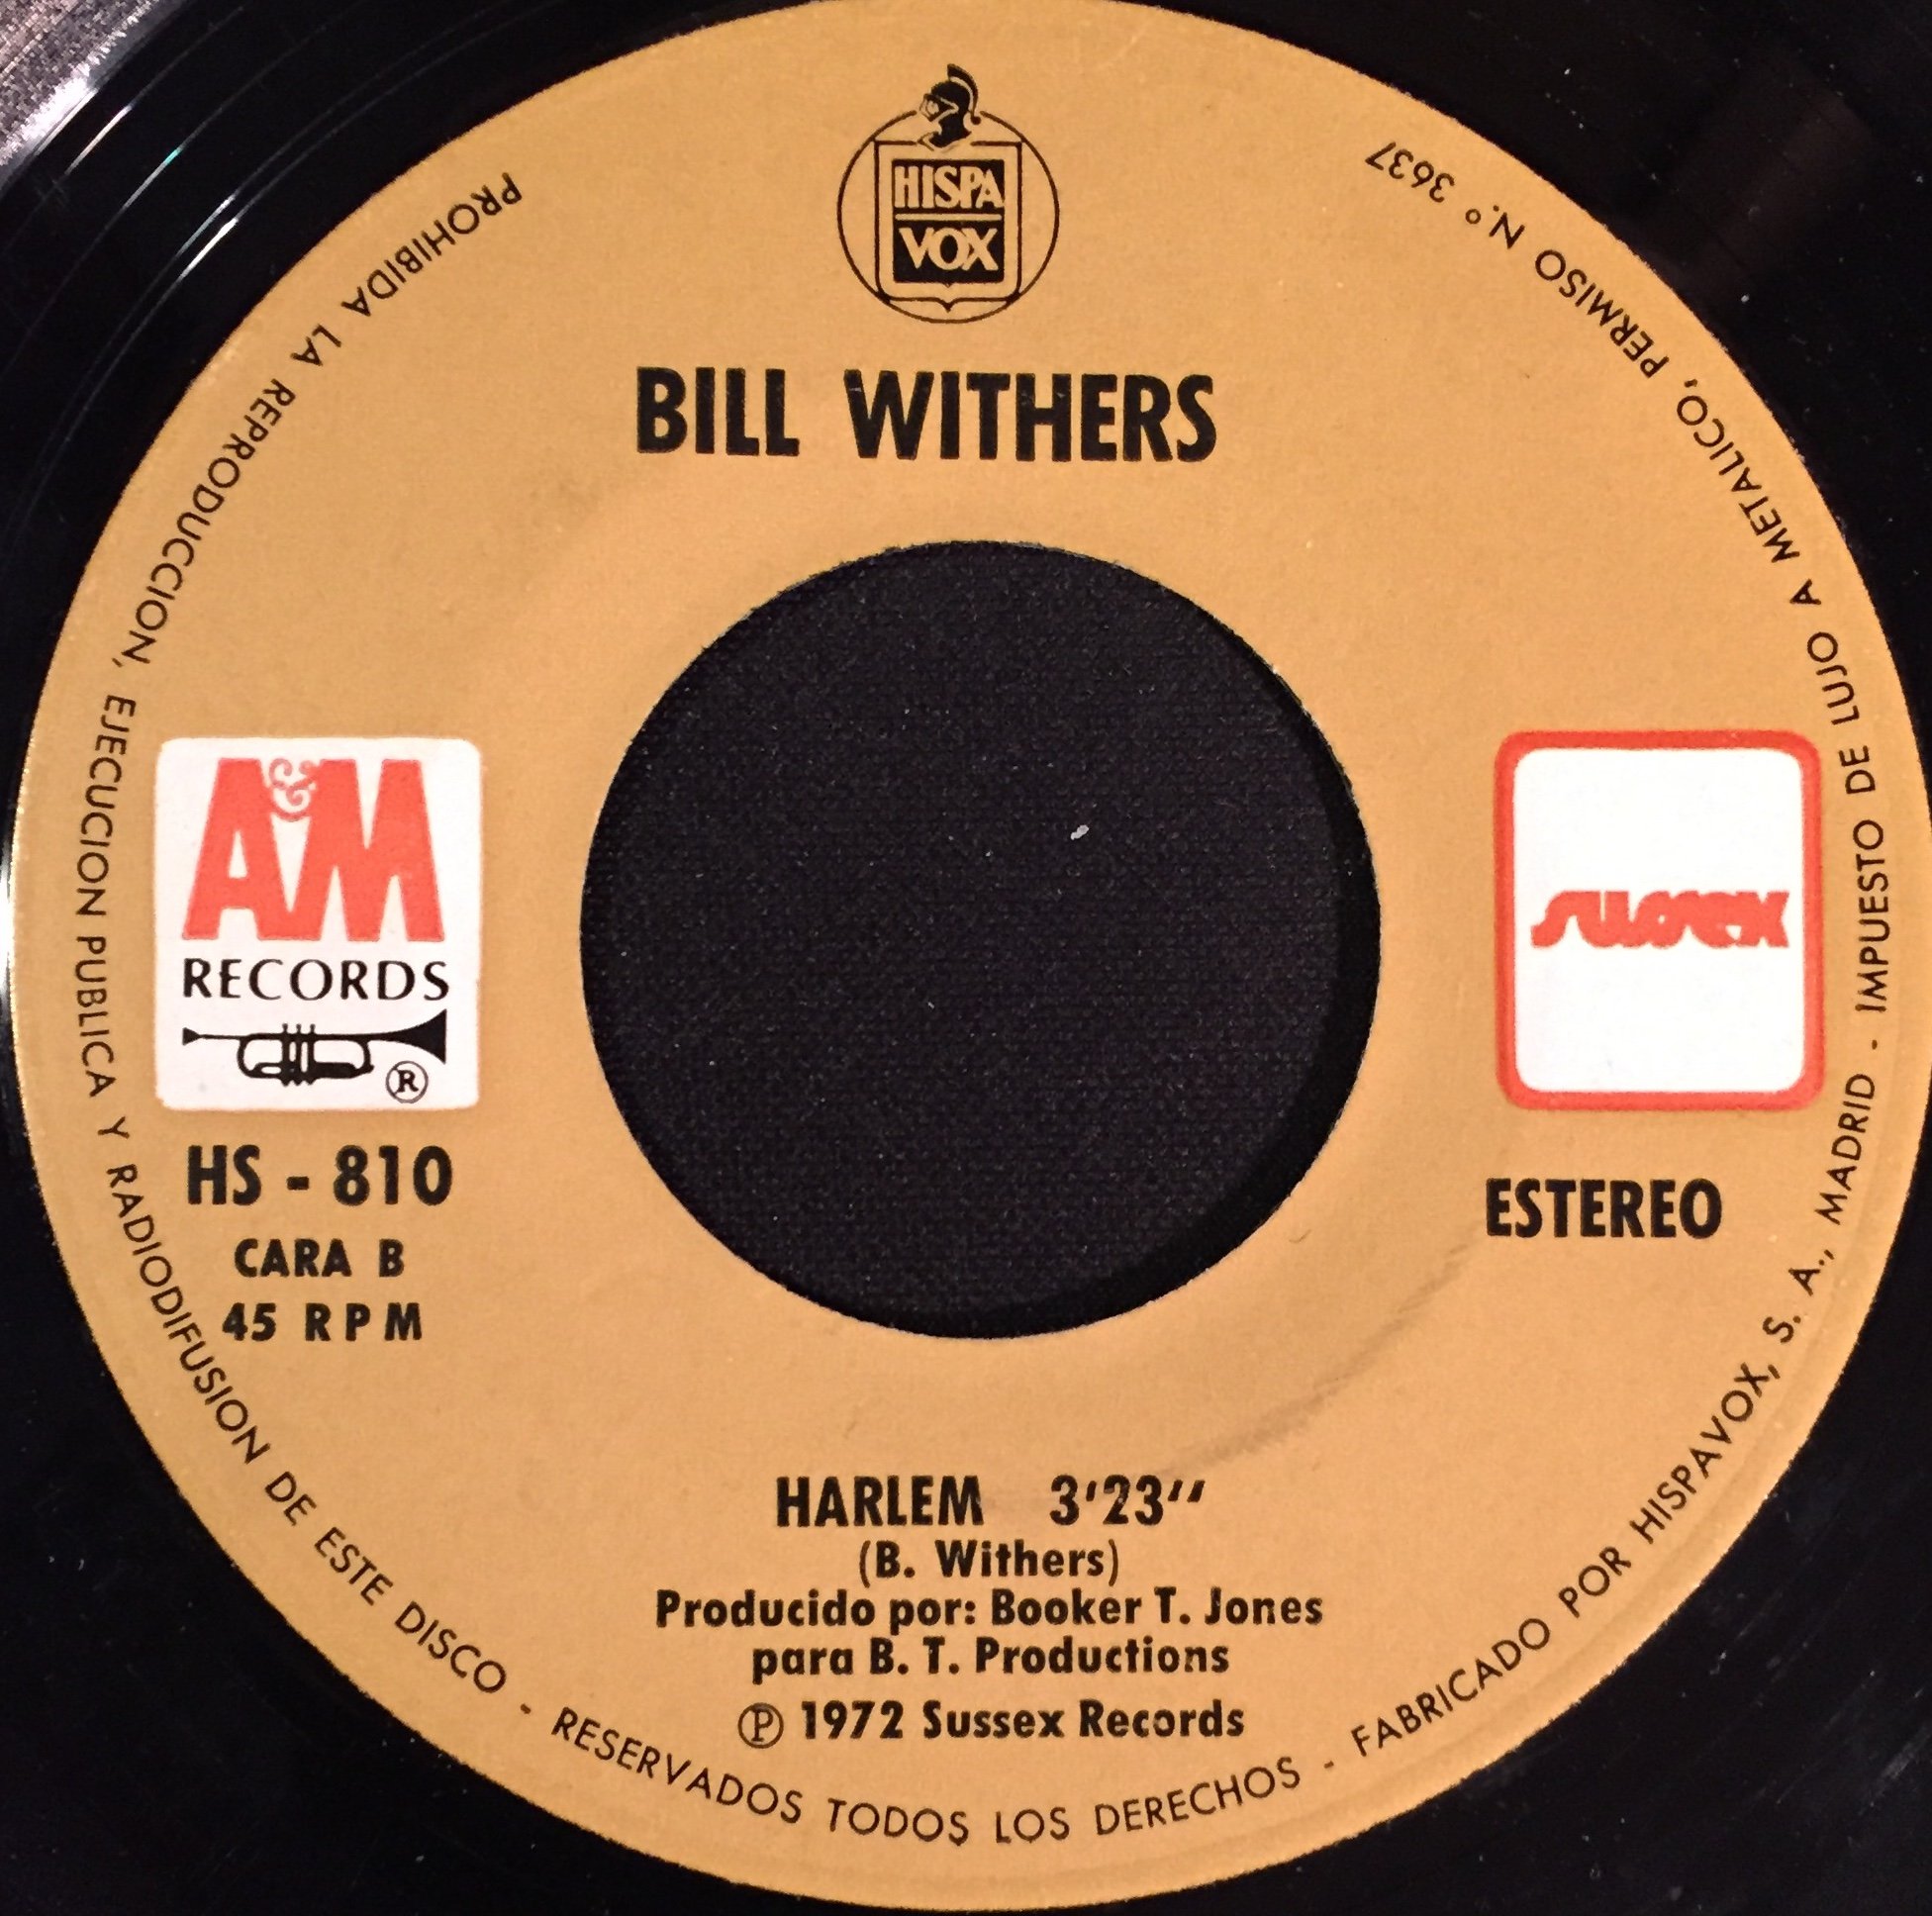 HISPA
VOX
BILL WITHERS
A&M
RECORDS
®
sussex
HS - 810
CARA B
45 RPM
ESTEREO
HARLEM 3'23''
(B. Withers)
Producido por: Booker T. Jones
para B. T. Productions
℗ 1972 Sussex Records
PROHIBIDA LA REPRODUCCION, EJECUCION PUBLICA Y RADIODIFUSION DE ESTE DISCO - RESERVADOS TODOS LOS DERECHOS - FABRICADO POR HISPAVOX, S. A., MADRID - IMPUESTO DE LUJO A METALICO, PERMISO N.º 3637